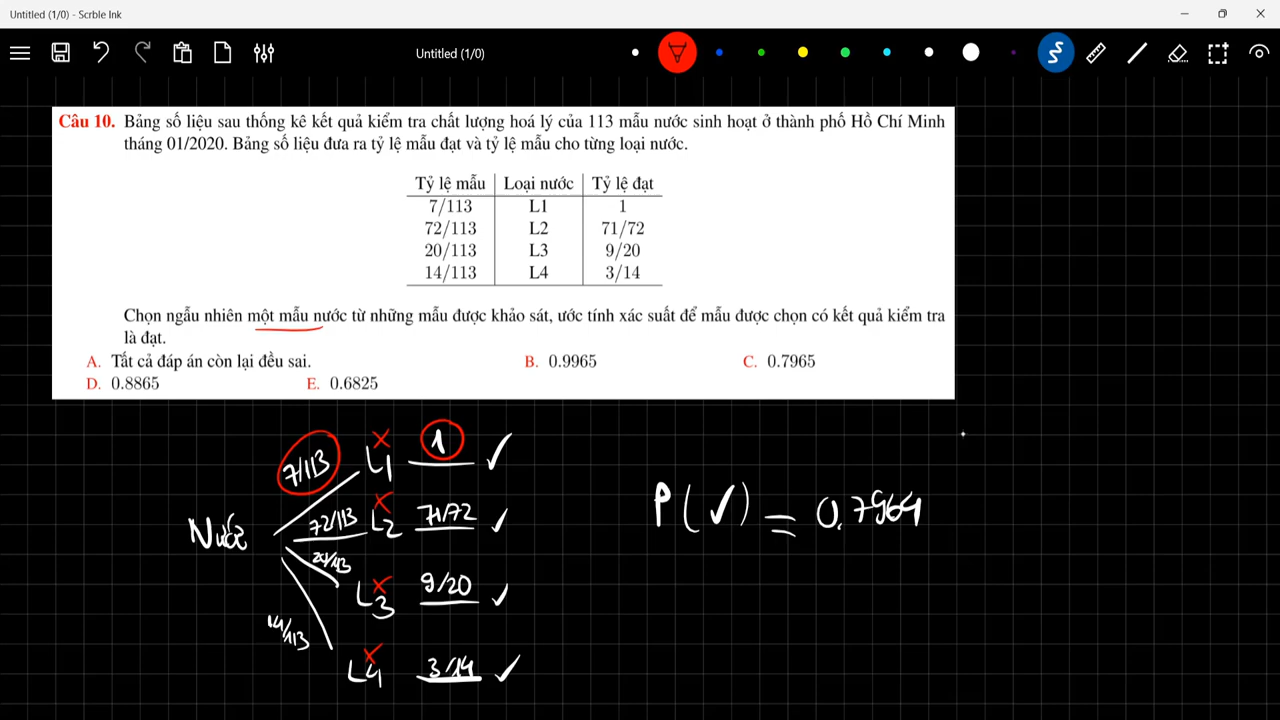 Untitled (1/0) - Scrble Ink
Untitled (1/0)
Câu 10. Bảng số liệu sau thống kê kết quả kiểm tra chất lượng hoá lý của 113 mẫu nước sinh hoạt ở thành phố Hồ Chí Minh
tháng 01/2020. Bảng số liệu đưa ra tỷ lệ mẫu đạt và tỷ lệ mẫu cho từng loại nước.
Tỷ lệ mẫu Loại nước Tỷ lệ đạt
7/113 L1 1
72/113 L2 71/72
20/113 L3 9/20
14/113 L4 3/14
Chọn ngẫu nhiên một mẫu nước từ những mẫu được khảo sát, ước tính xác suất để mẫu được chọn có kết quả kiểm tra
là đạt.
A. Tất cả đáp án còn lại đều sai. B. 0.9965 C. 0.7965
D. 0.8865 E. 0.6825
7/113 L1 1 ✓
Nước 72/113 L2 71/72 ✓
20/113 L3 9/20 ✓
14/113 L4 3/14 ✓
P(✓) = 0.7964